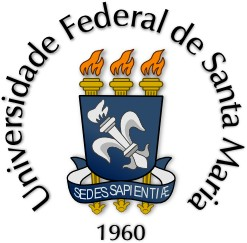 Universidade Federal de Santa Maria
SEDES SAPIENTIÆ
1960